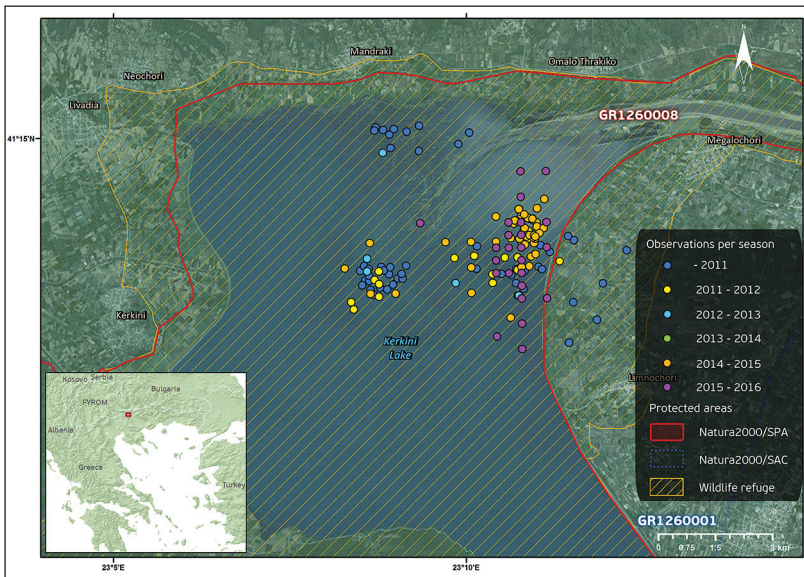 Mandraki
Omalo Thrakiko
Neochori
N
S
Livadia
41°15'N
GR1260008
Megalochori
Observations per season
- 2011
2011 - 2012
2012 - 2013
2013 - 2014
2014 - 2015
2015 - 2016
Kerkini
Kerkini
Lake
Limnochori
Protected areas
Natura2000/SPA
Natura2000/SAC
Wildlife refuge
Kosovo
Serbia
Bulgaria
FYROM
Albania
Greece
Turkey
GR1260001
0 0.75 1.5 3 km
23°5'E
23°10'E